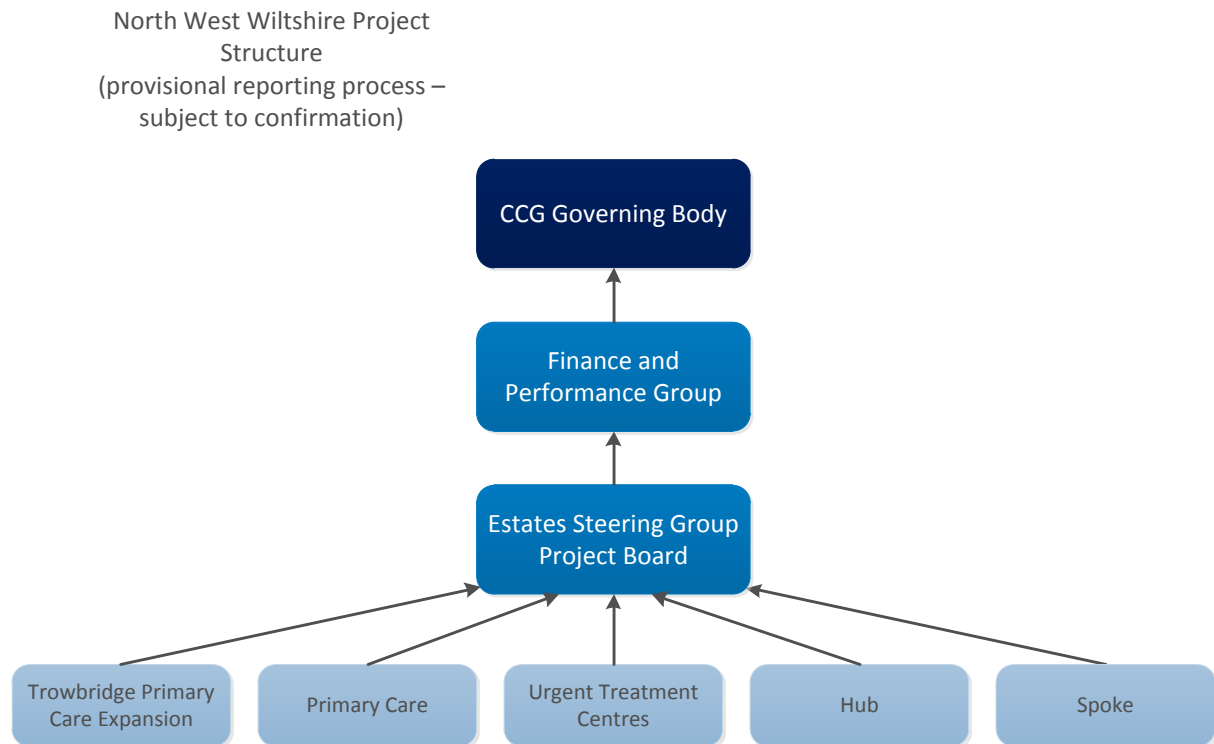 North West Wiltshire Project
Structure
(provisional reporting process –
subject to confirmation)
CCG Governing Body
Finance and
Performance Group
Estates Steering Group
Project Board
Trowbridge Primary
Care Expansion
Primary Care
Urgent Treatment
Centres
Hub
Spoke